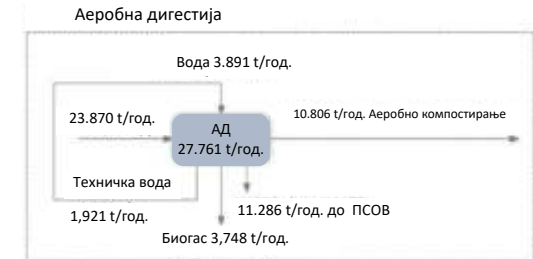 Аеробна дигестија
Вода 3.891 t/год.
23.870 t/год.
АД
27.761 t/год.
10.806 t/год. Аеробно компостирање
Техничка вода
1,921 t/год.
11.286 t/год. до ПСОВ
Биогас 3,748 t/год.